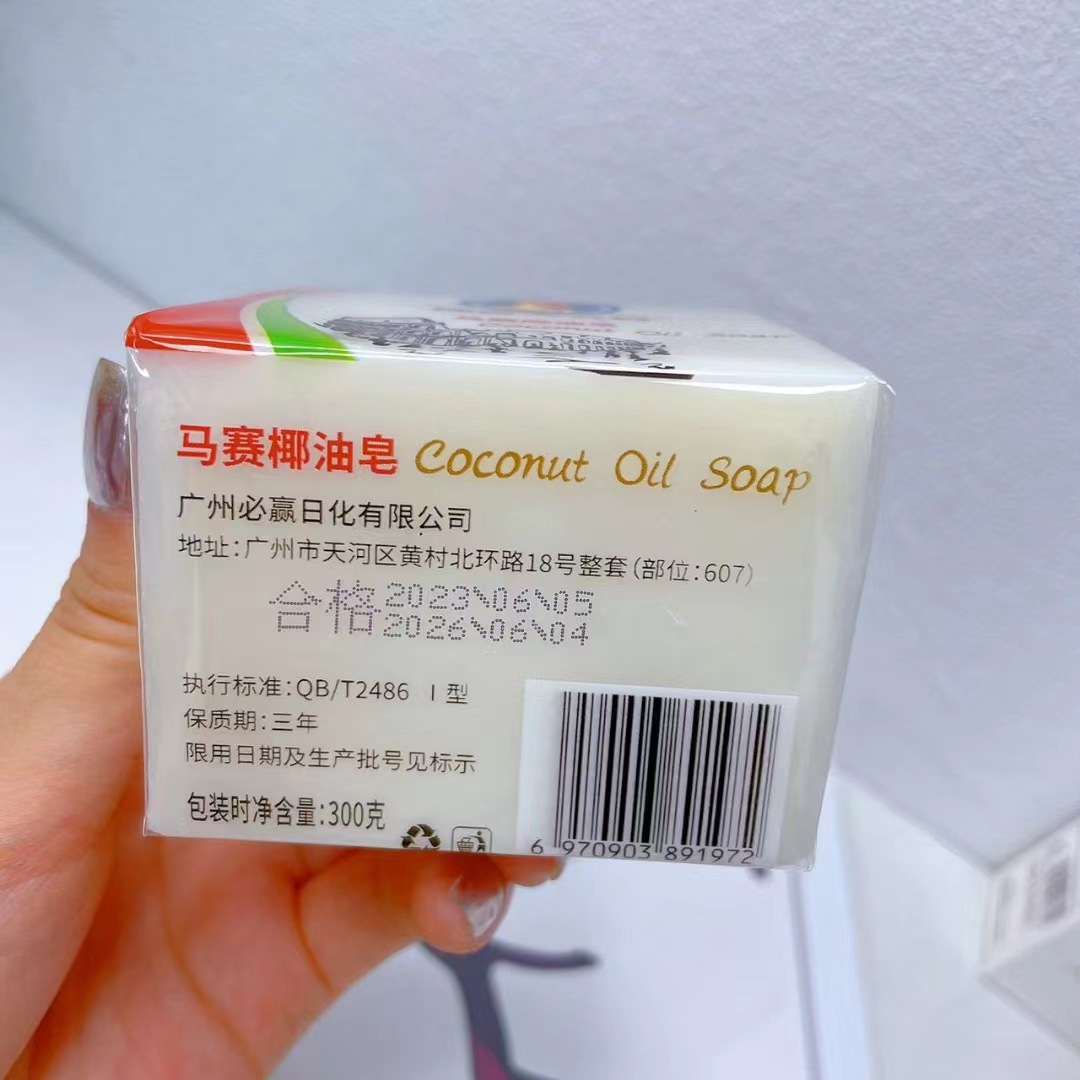 马赛椰油皂 Coconut Oil Soap
广州必赢日化有限公司
地址:广州市天河区黄村北环路18号整套(部位:607)
合格 2023\06\05
2026\06\04
执行标准:QB/T2486 Ⅰ型
保质期:三年
限用日期及生产批号见标示
包装时净含量:300克
6 970903 891972